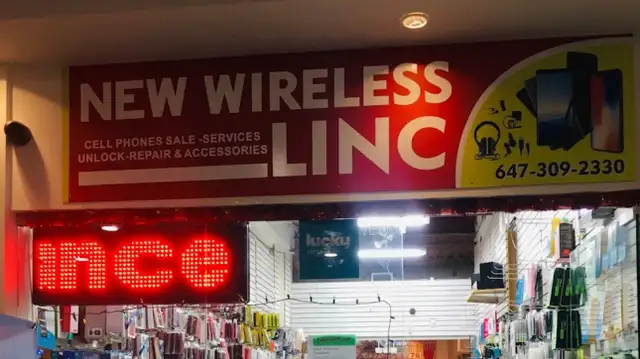 NEW WIRELESS
LINC
CELL PHONES SALE -SERVICES
UNLOCK-REPAIR & ACCESSORIES
647-309-2330
ince
lucky